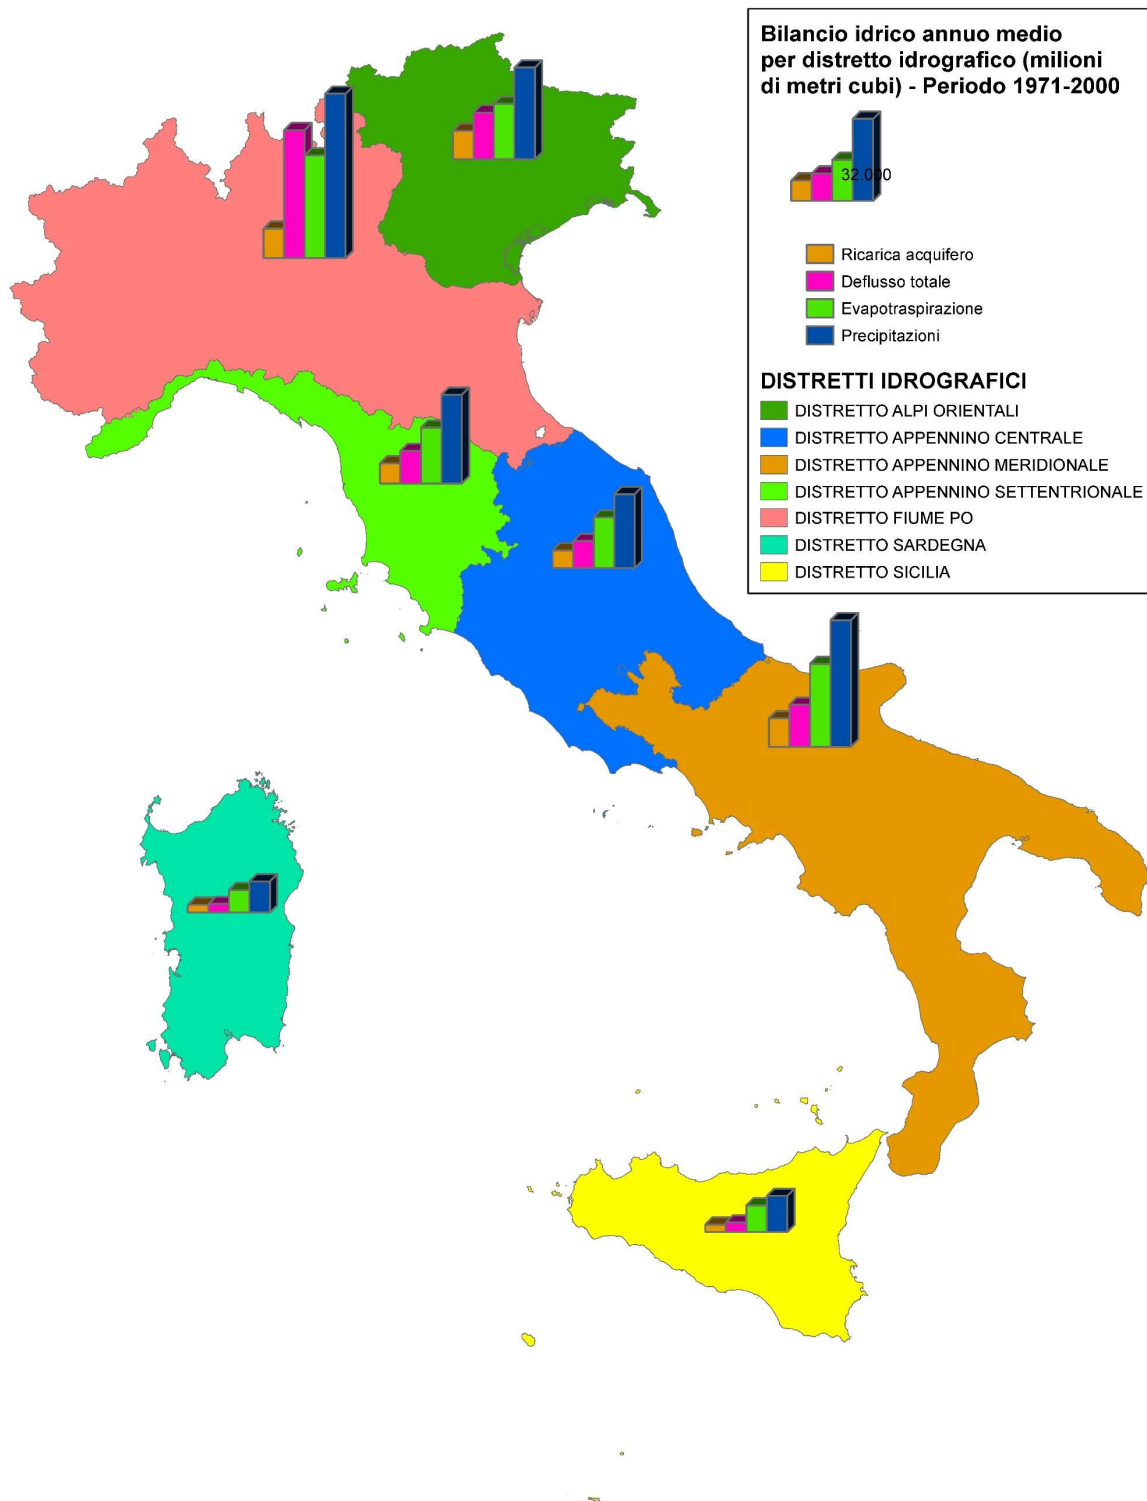 Bilancio idrico annuo medio
per distretto idrografico (milioni
di metri cubi) - Periodo 1971-2000
32.000
Ricarica acquifero
Deflusso totale
Evapotraspirazione
Precipitazioni
DISTRETTI IDROGRAFICI
DISTRETTO ALPI ORIENTALI
DISTRETTO APPENNINO CENTRALE
DISTRETTO APPENNINO MERIDIONALE
DISTRETTO APPENNINO SETTENTRIONALE
DISTRETTO FIUME PO
DISTRETTO SARDEGNA
DISTRETTO SICILIA